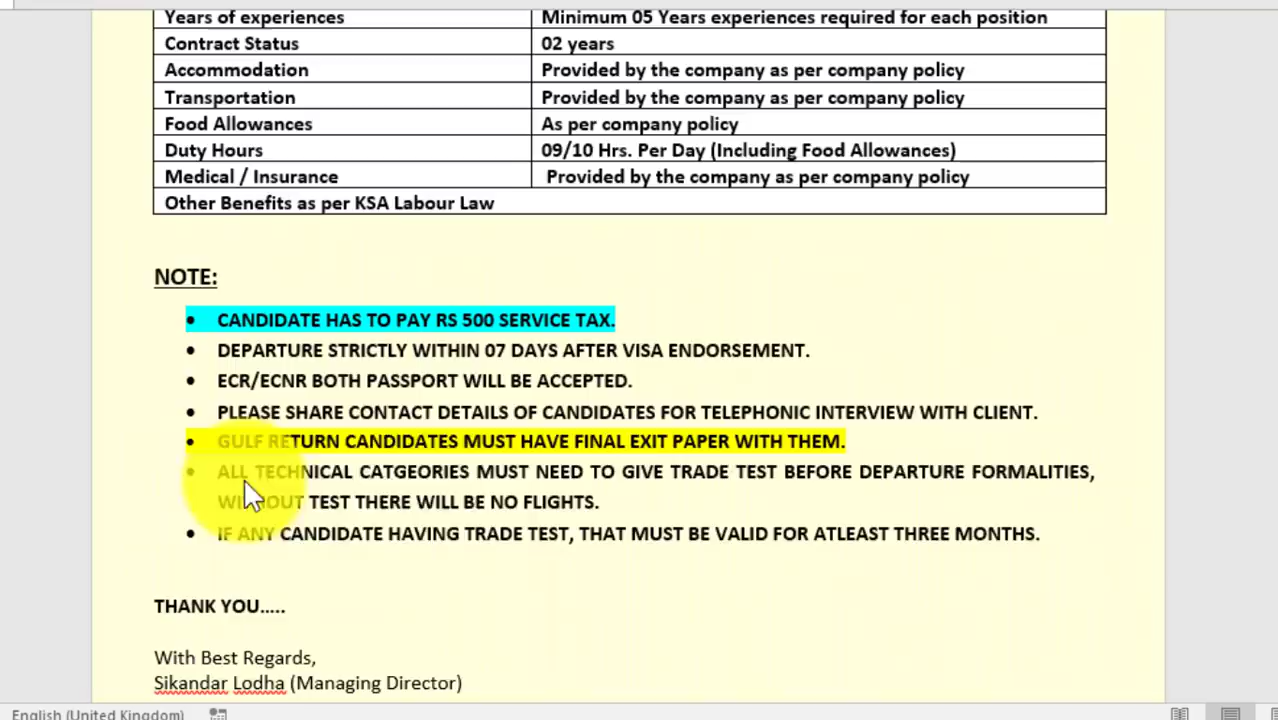 Years of experiences Minimum 05 Years experiences required for each position
Contract Status 02 years
Accommodation Provided by the company as per company policy
Transportation Provided by the company as per company policy
Food Allowances As per company policy
Duty Hours 09/10 Hrs. Per Day (Including Food Allowances)
Medical / Insurance Provided by the company as per company policy
Other Benefits as per KSA Labour Law
NOTE:
• CANDIDATE HAS TO PAY RS 500 SERVICE TAX.
• DEPARTURE STRICTLY WITHIN 07 DAYS AFTER VISA ENDORSEMENT.
• ECR/ECNR BOTH PASSPORT WILL BE ACCEPTED.
• PLEASE SHARE CONTACT DETAILS OF CANDIDATES FOR TELEPHONIC INTERVIEW WITH CLIENT.
• GULF RETURN CANDIDATES MUST HAVE FINAL EXIT PAPER WITH THEM.
• ALL TECHNICAL CATGEORIES MUST NEED TO GIVE TRADE TEST BEFORE DEPARTURE FORMALITIES,
WITHOUT TEST THERE WILL BE NO FLIGHTS.
• IF ANY CANDIDATE HAVING TRADE TEST, THAT MUST BE VALID FOR ATLEAST THREE MONTHS.
THANK YOU.....
With Best Regards,
Sikandar Lodha (Managing Director)
English (United Kingdom)